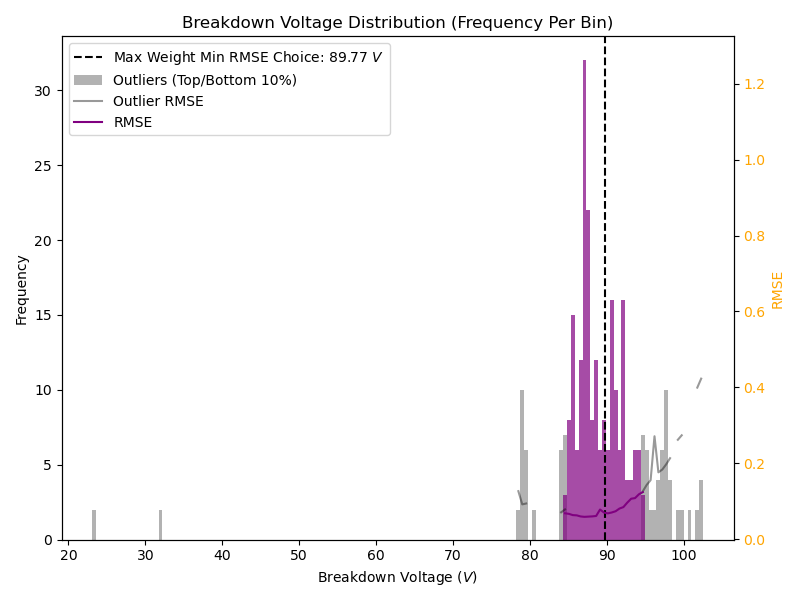 Breakdown Voltage Distribution (Frequency Per Bin)
Max Weight Min RMSE Choice: 89.77 V
Outliers (Top/Bottom 10%)
Outlier RMSE
RMSE
Frequency
30
25
20
15
10
5
0
1.2
1.0
0.8
0.6
0.4
0.2
0.0
RMSE
20 30 40 50 60 70 80 90 100
Breakdown Voltage (V)